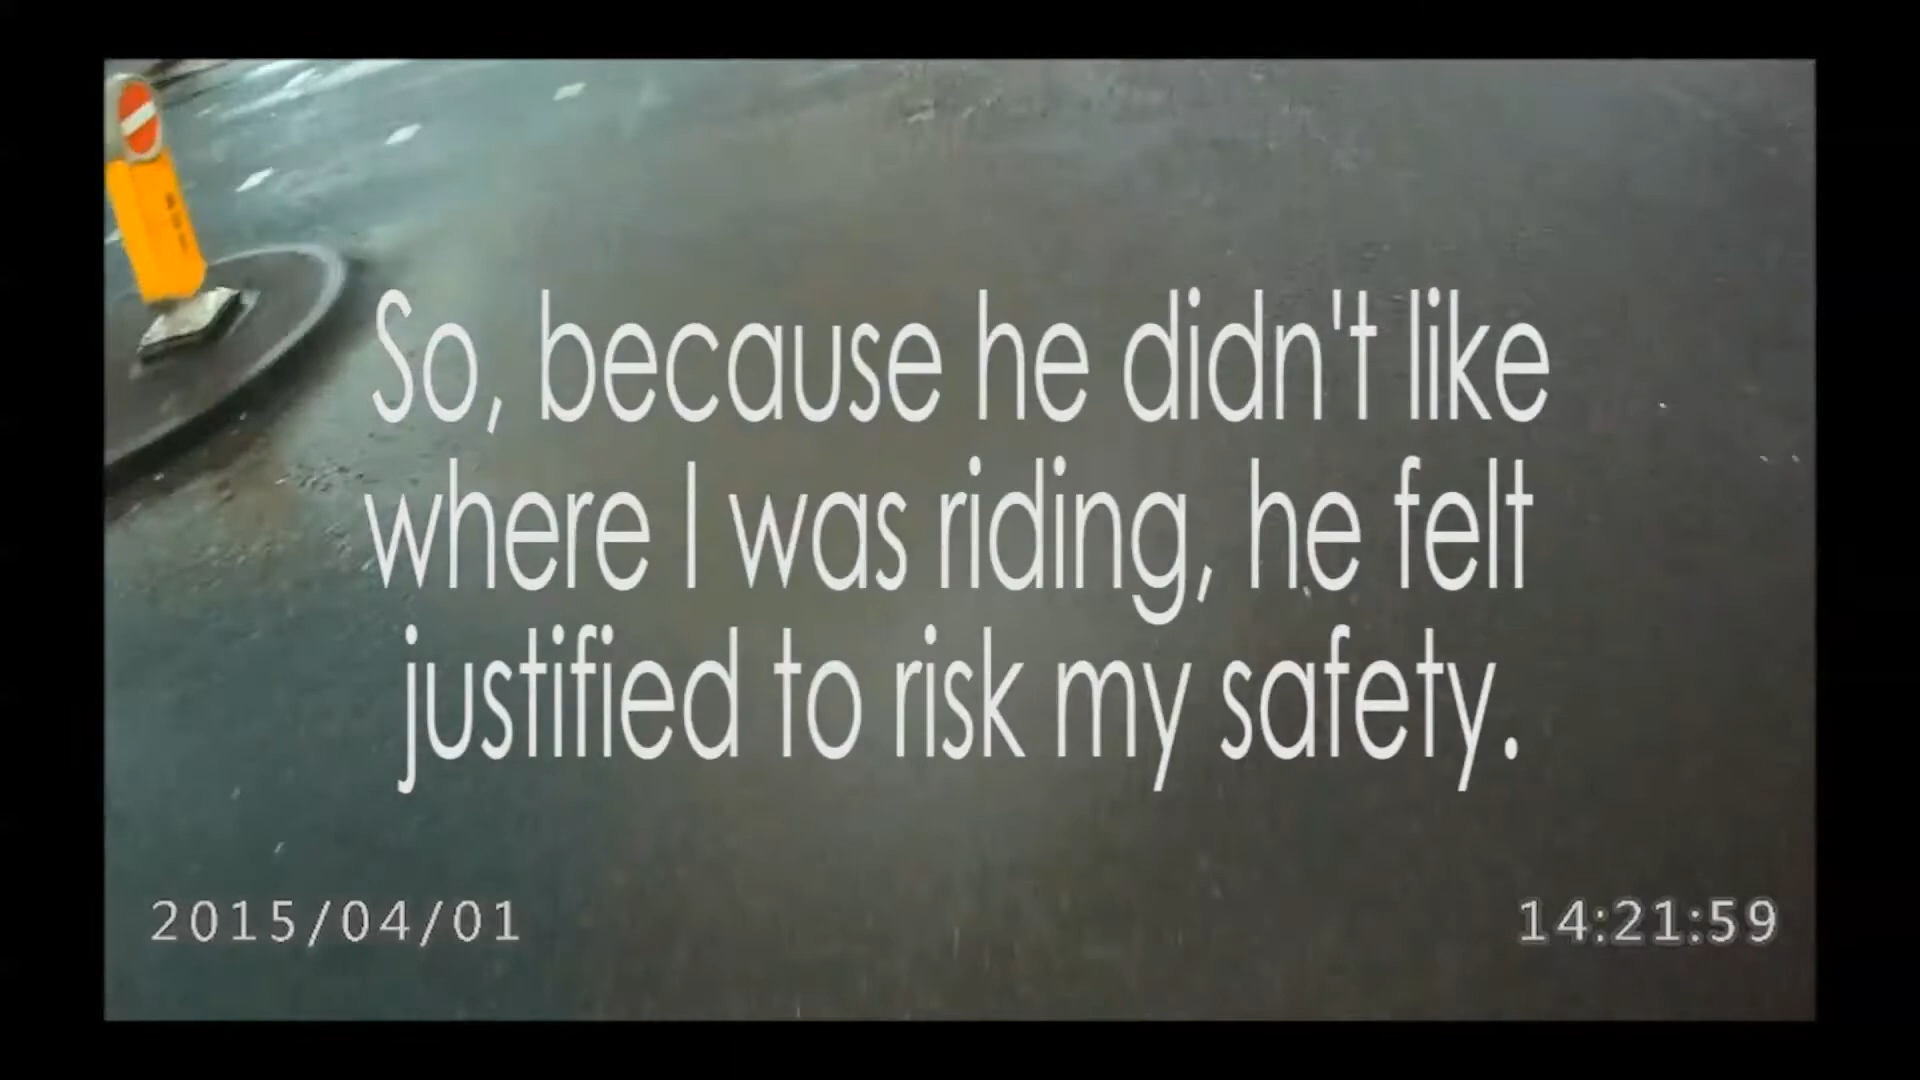 So, because he didn't like
where I was riding, he felt
justified to risk my safety.
2015/04/01
14:21:59